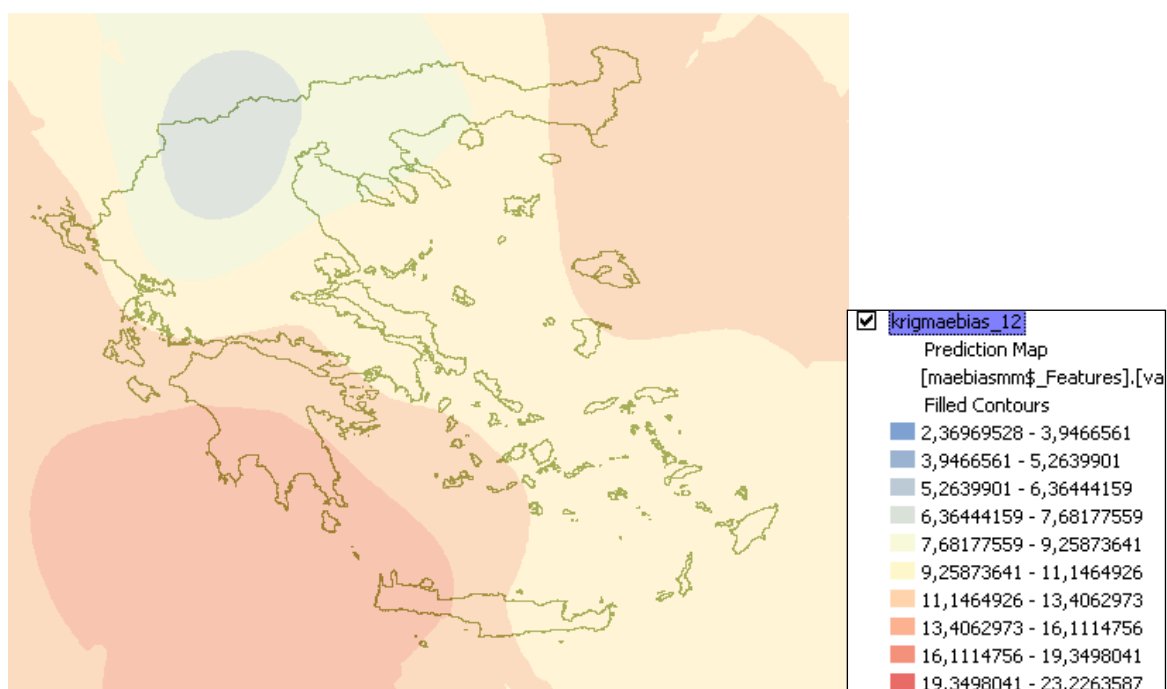 krigmaebias_12
Prediction Map
[maebiasmm$_Features].[va
Filled Contours
2,36969528 - 3,9466561
3,9466561 - 5,2639901
5,2639901 - 6,36444159
6,36444159 - 7,68177559
7,68177559 - 9,25873641
9,25873641 - 11,1464926
11,1464926 - 13,4062973
13,4062973 - 16,1114756
16,1114756 - 19,3498041
19,3498041 - 23,2263587